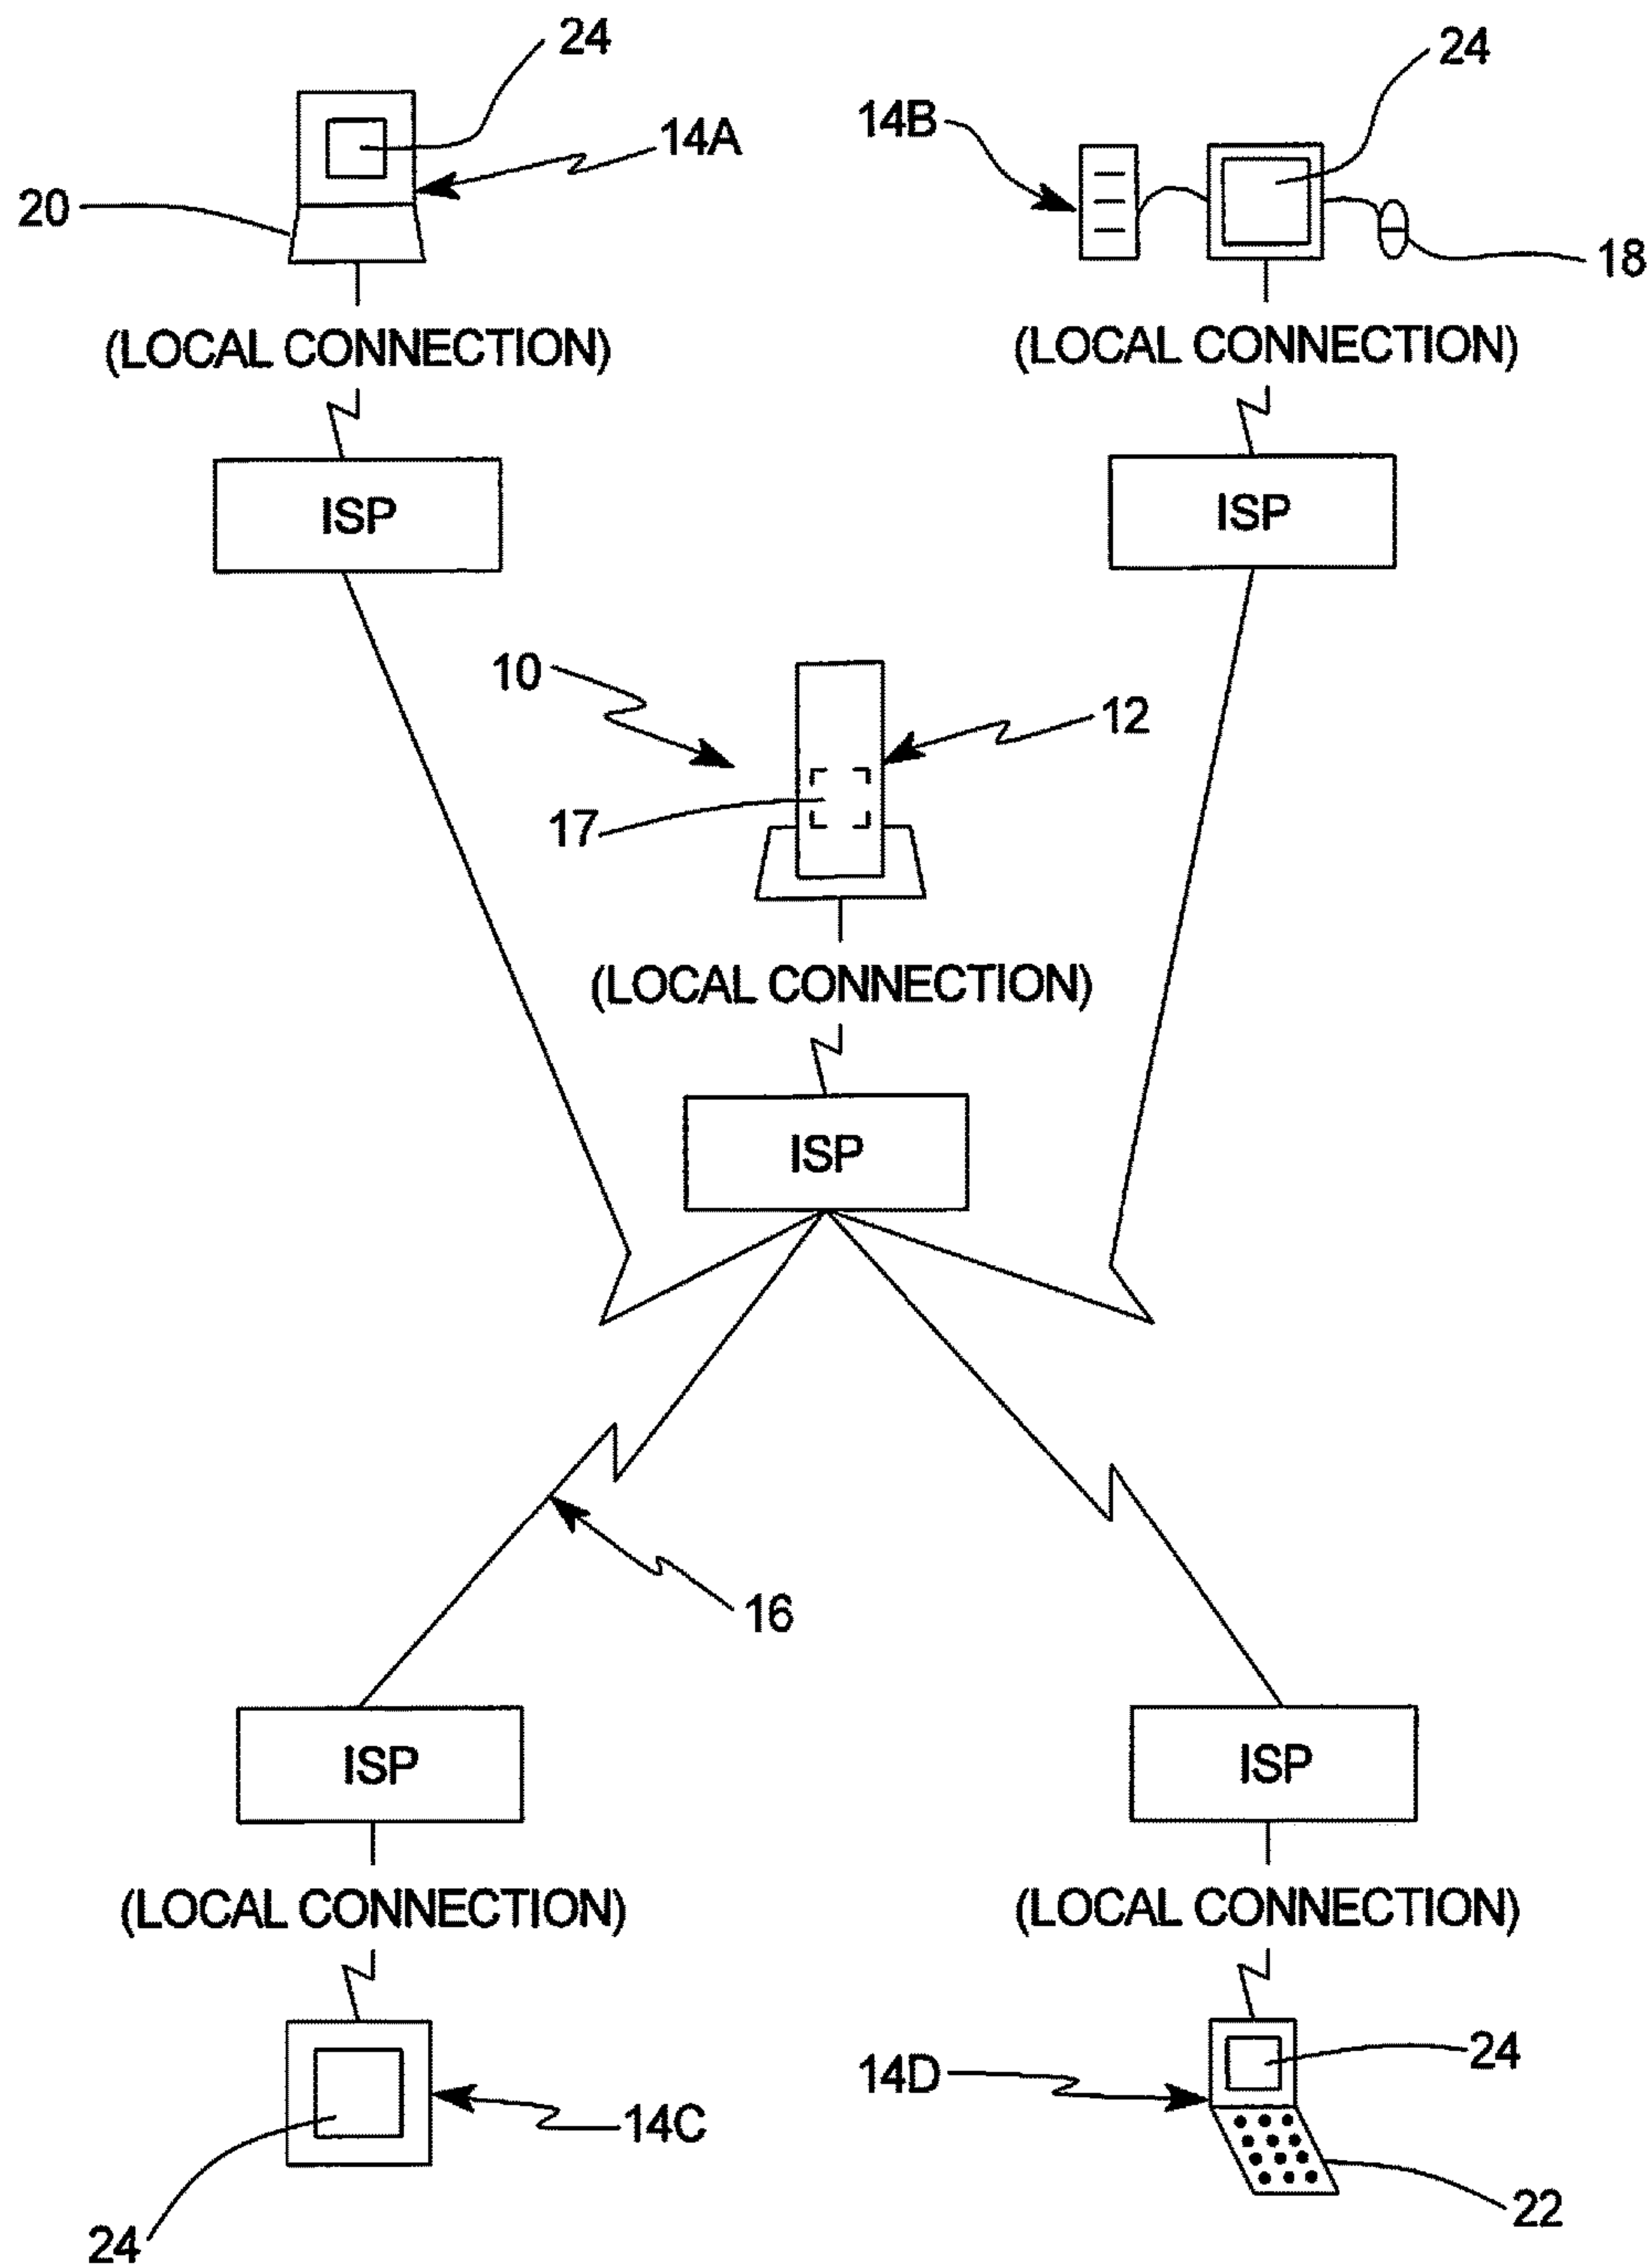 24
24
14A
14B
20
18
(LOCAL CONNECTION)
(LOCAL CONNECTION)
ISP
ISP
10
12
17
(LOCAL CONNECTION)
ISP
16
ISP
ISP
(LOCAL CONNECTION)
(LOCAL CONNECTION)
24
14D
14C
22
24